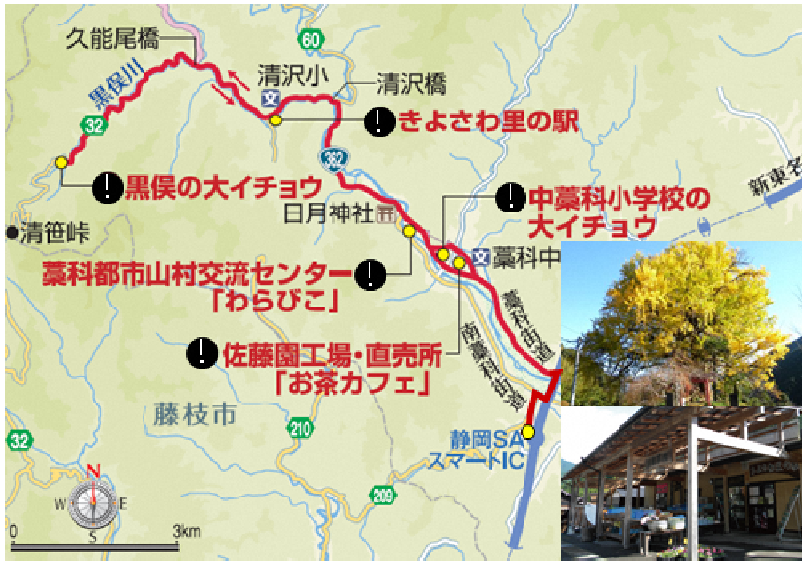 久能尾橋
60
黒俣川
清沢小
文
清沢橋
!
きよさわ里の駅
32
362
新東名
!
黒俣の大イチョウ
!
中藁科小学校の
大イチョウ
日月神社
清笹峠
文
藁科中
藁科都市山村交流センター
「わらびこ」
!
藁科街道
南藁科街道
!
佐藤園工場・直売所
「お茶カフェ」
藤枝市
32
210
静岡SA
スマートIC
209
N
W
E
S
0
3km